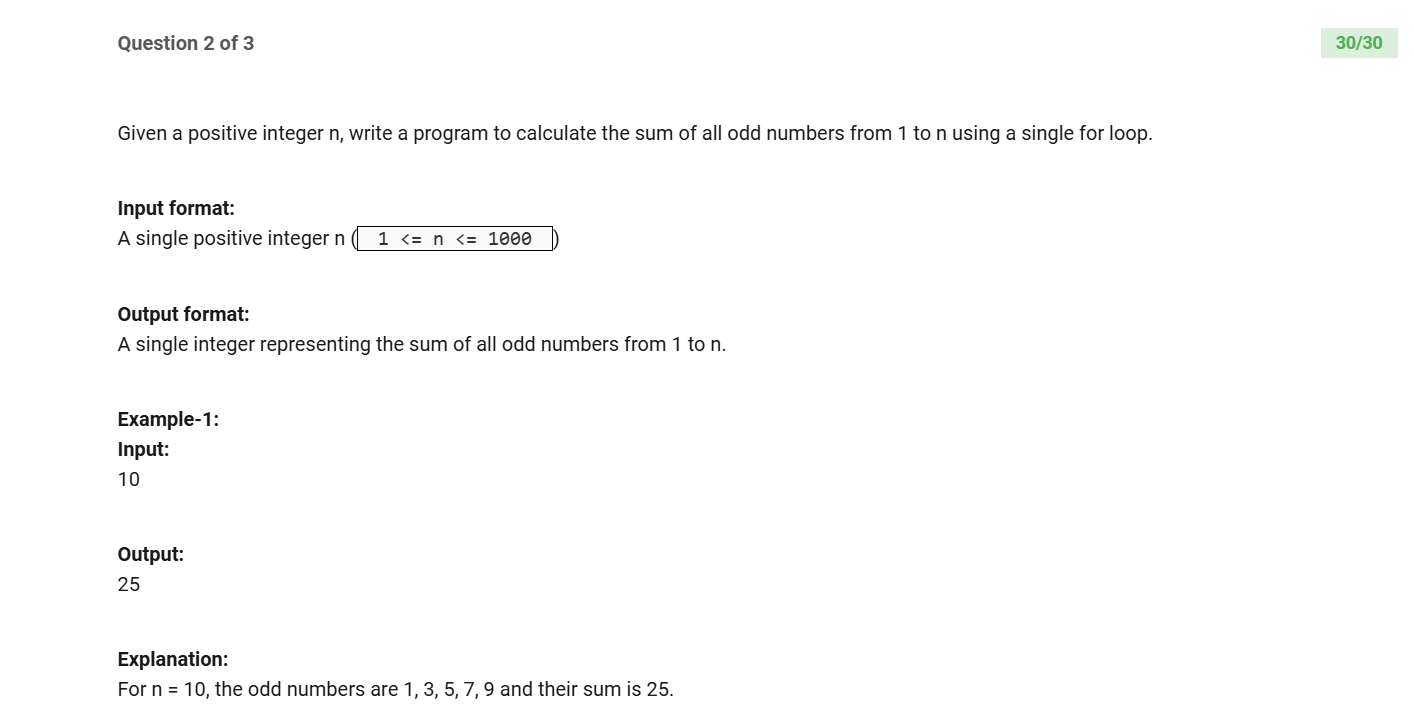 Question 2 of 3
30/30
Given a positive integer n, write a program to calculate the sum of all odd numbers from 1 to n using a single for loop.
Input format:
A single positive integer n ( 1 <= n <= 1000 )
Output format:
A single integer representing the sum of all odd numbers from 1 to n.
Example-1:
Input:
10
Output:
25
Explanation:
For n = 10, the odd numbers are 1, 3, 5, 7, 9 and their sum is 25.